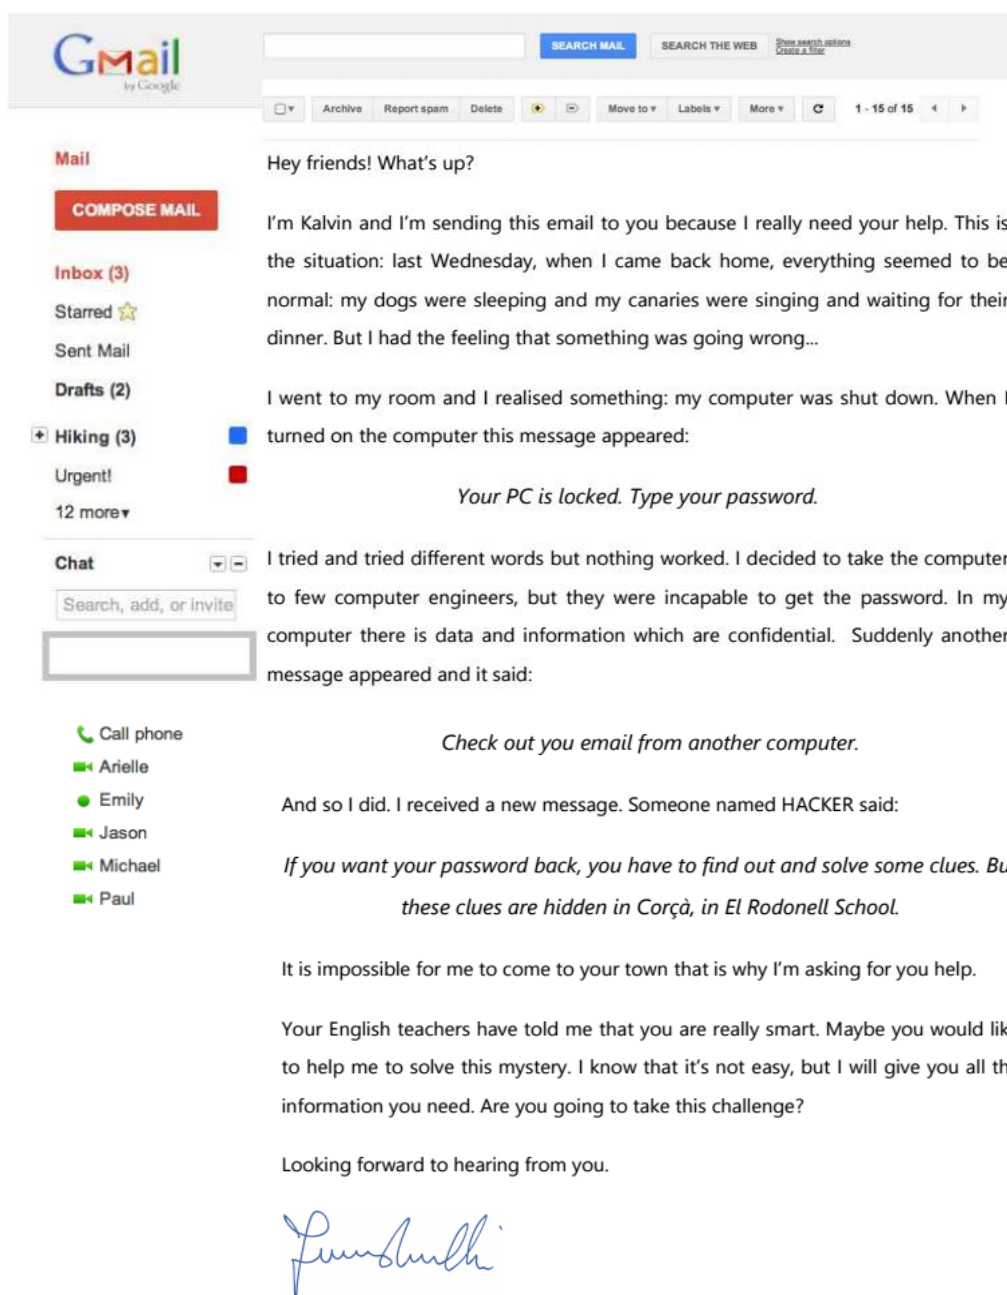 Gmail
by Google
SEARCH MAIL
SEARCH THE WEB
Show search options
Create a filter
Archive
Report spam
Delete
Move to
Labels
More
1 - 15 of 15
Mail
COMPOSE MAIL
Inbox (3)
Starred
Sent Mail
Drafts (2)
Hiking (3)
Urgent!
12 more
Chat
Search, add, or invite
Call phone
Arielle
Emily
Jason
Michael
Paul
Hey friends! What's up?
I'm Kalvin and I'm sending this email to you because I really need your help. This is
the situation: last Wednesday, when I came back home, everything seemed to be
normal: my dogs were sleeping and my canaries were singing and waiting for their
dinner. But I had the feeling that something was going wrong...
I went to my room and I realised something: my computer was shut down. When I
turned on the computer this message appeared:
Your PC is locked. Type your password.
I tried and tried different words but nothing worked. I decided to take the computer
to few computer engineers, but they were incapable to get the password. In my
computer there is data and information which are confidential. Suddenly another
message appeared and it said:
Check out you email from another computer.
And so I did. I received a new message. Someone named HACKER said:
If you want your password back, you have to find out and solve some clues. Bu
these clues are hidden in Corçà, in El Rodonell School.
It is impossible for me to come to your town that is why I'm asking for you help.
Your English teachers have told me that you are really smart. Maybe you would lik
to help me to solve this mystery. I know that it's not easy, but I will give you all th
information you need. Are you going to take this challenge?
Looking forward to hearing from you.